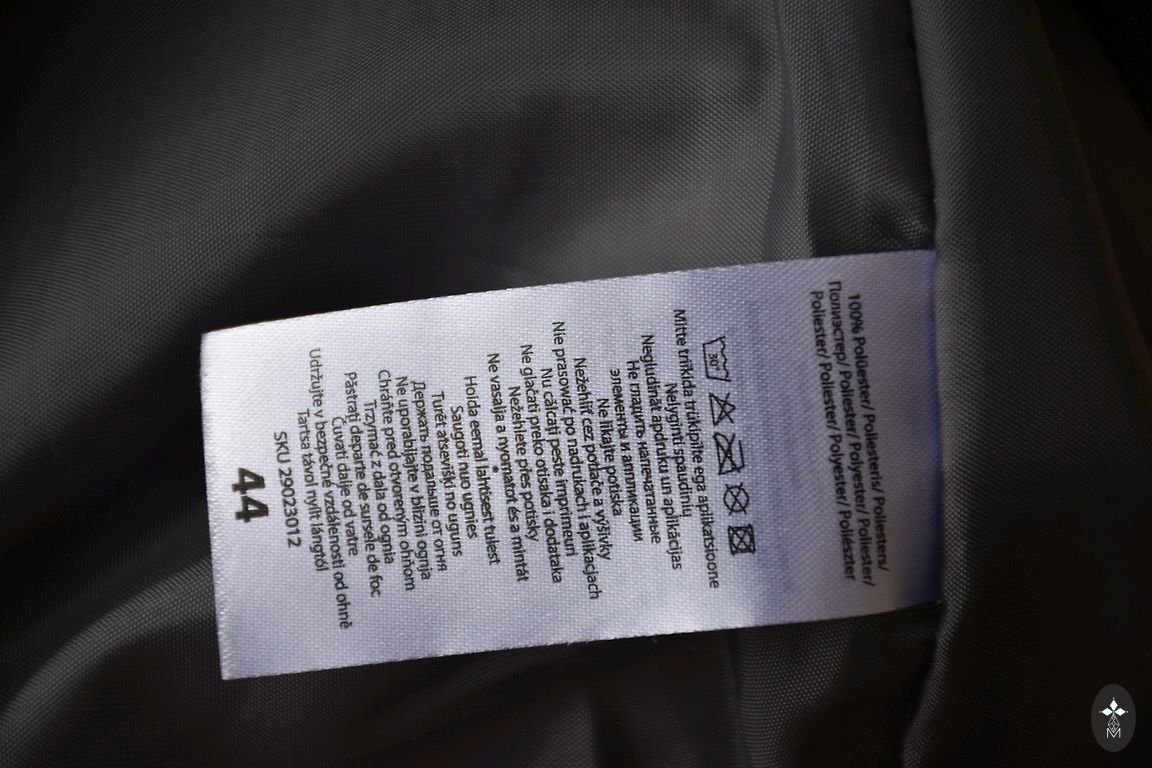 100% Polüester/ Poliesteris/ Poliesters/
Полиэстер/ Poliester/ Polyester/ Poliester/
Poliester/ Poliester/ Polyester/ Poliészter
30°
Mitte triikida trükipilte ega aplikatsioone
Nelyginti spaudinių
Negludināt apdruku un aplikācijas
Не гладить напечатанные
элементы и аппликации
Ne likajte potiska
Nežehliť cez potlače a výšivky
Nie prasować po nadrukach i aplikacjach
Nu călcați peste imprimeuri
Ne glačati preko otisaka i dodataka
Nežehlete přes potisky
Ne vasalja a nyomatot és a mintát
Hoida eemal lahtisest tulest
Saugoti nuo ugnies
Turēt atsevišķi no uguns
Держать подальше от огня
Ne uporabljajte v bližini ognja
Chráňte pred otvoreným ohňom
Trzymać z dala od ognia
Păstrați departe de sursele de foc
Čuvati dalje od vatre
Udržujte v bezpečné vzdálenosti od ohně
Tartsa távol nyílt lángtól
SKU 29023012
44
M